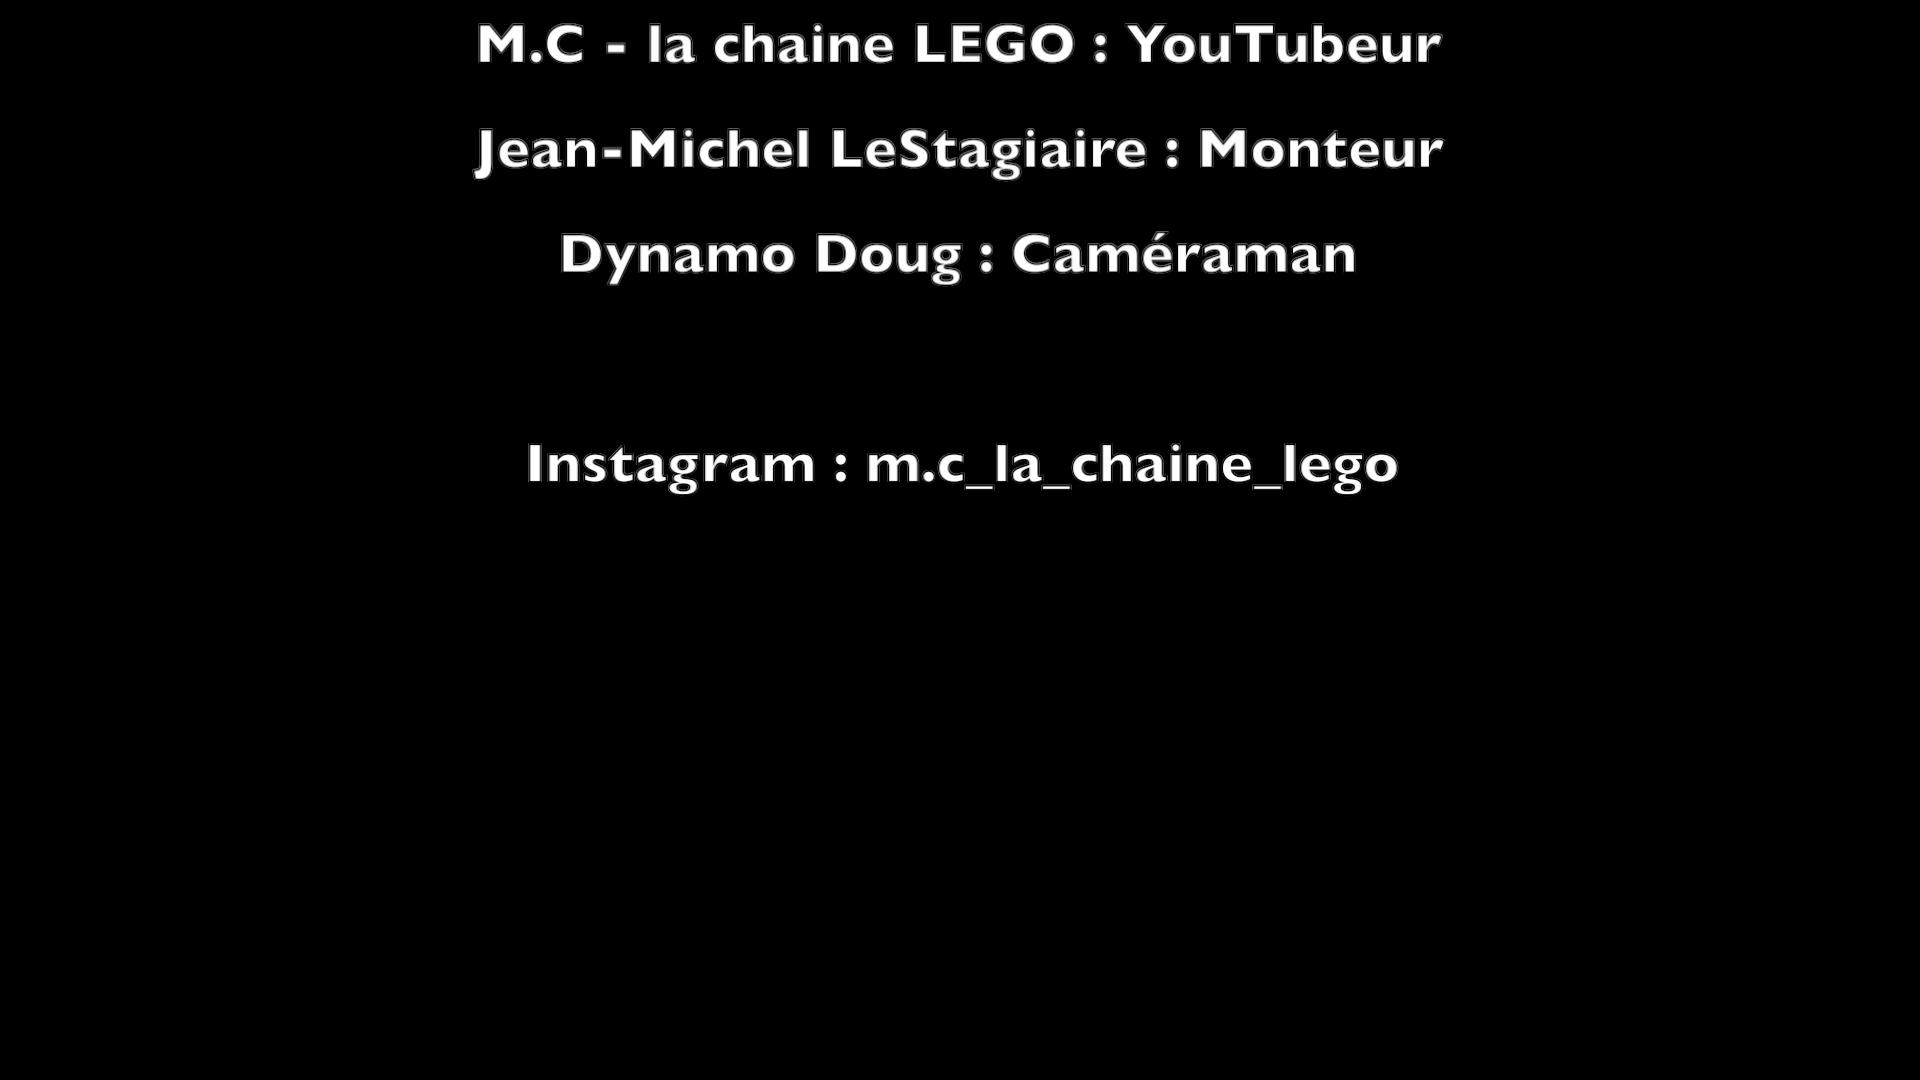 M.C - la chaine LEGO : YouTubeur
Jean-Michel LeStagiaire : Monteur
Dynamo Doug : Caméraman
Instagram : m.c_la_chaine_lego